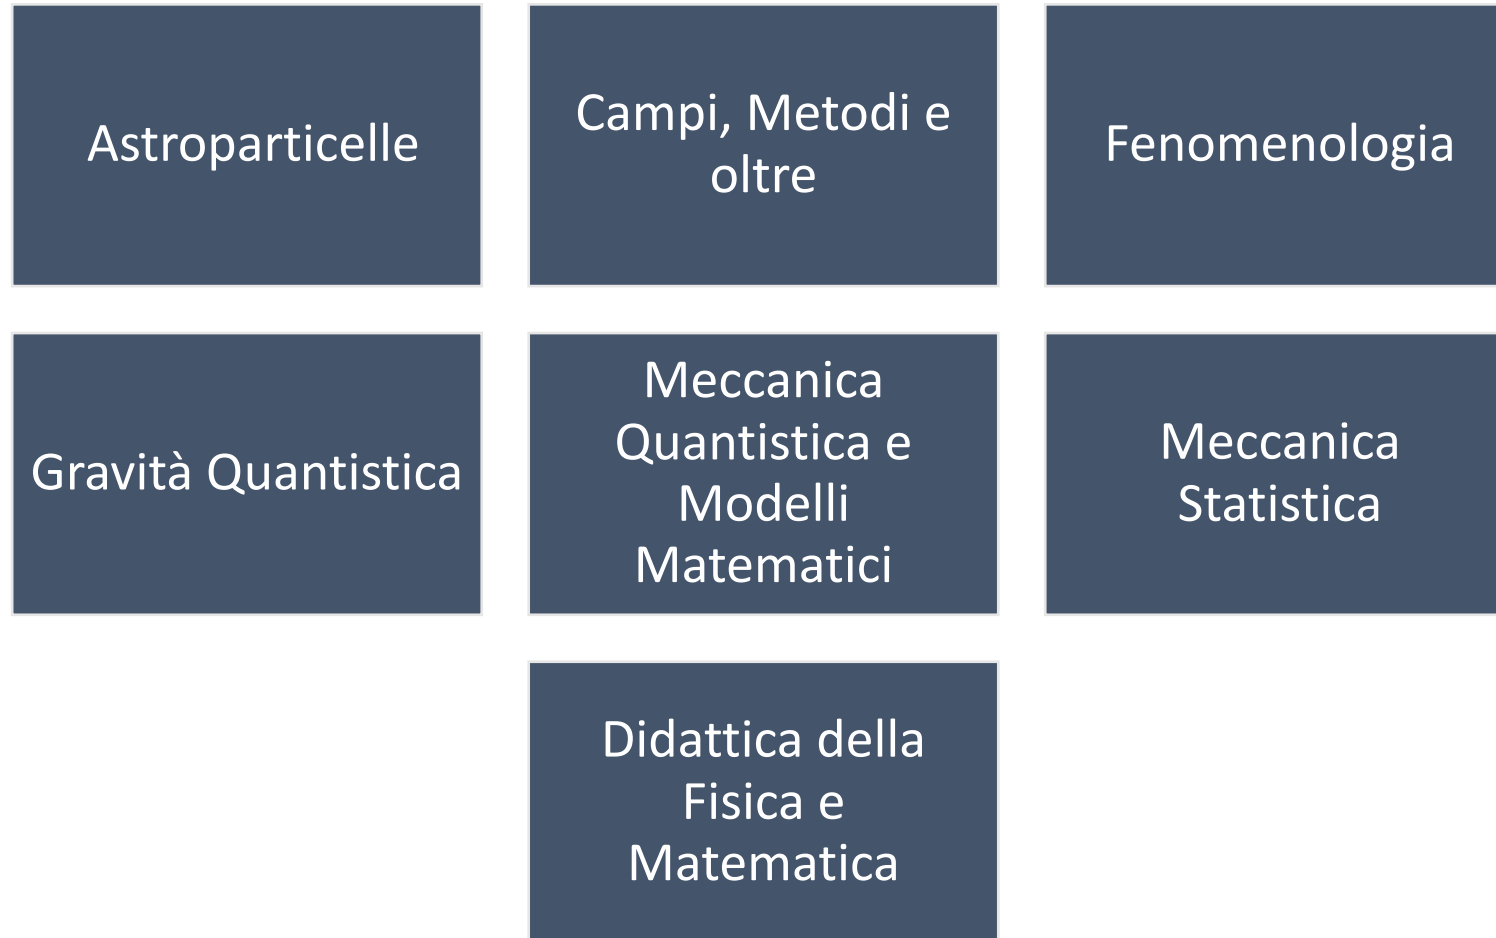 Astroparticelle
Campi, Metodi e
oltre
Fenomenologia
Gravità Quantistica
Meccanica
Quantistica e
Modelli
Matematici
Meccanica
Statistica
Didattica della
Fisica e
Matematica